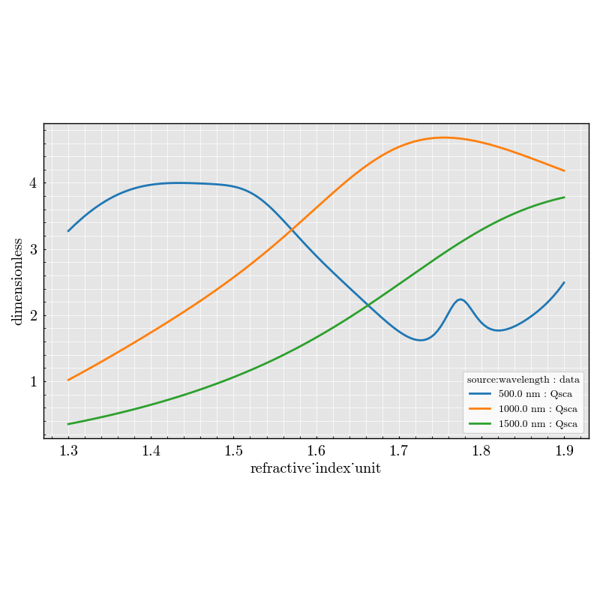 4
3
2
1
dimensionless
1.3 1.4 1.5 1.6 1.7 1.8 1.9
refractive˙index˙unit
source:wavelength : data
500.0 nm : Qsca
1000.0 nm : Qsca
1500.0 nm : Qsca